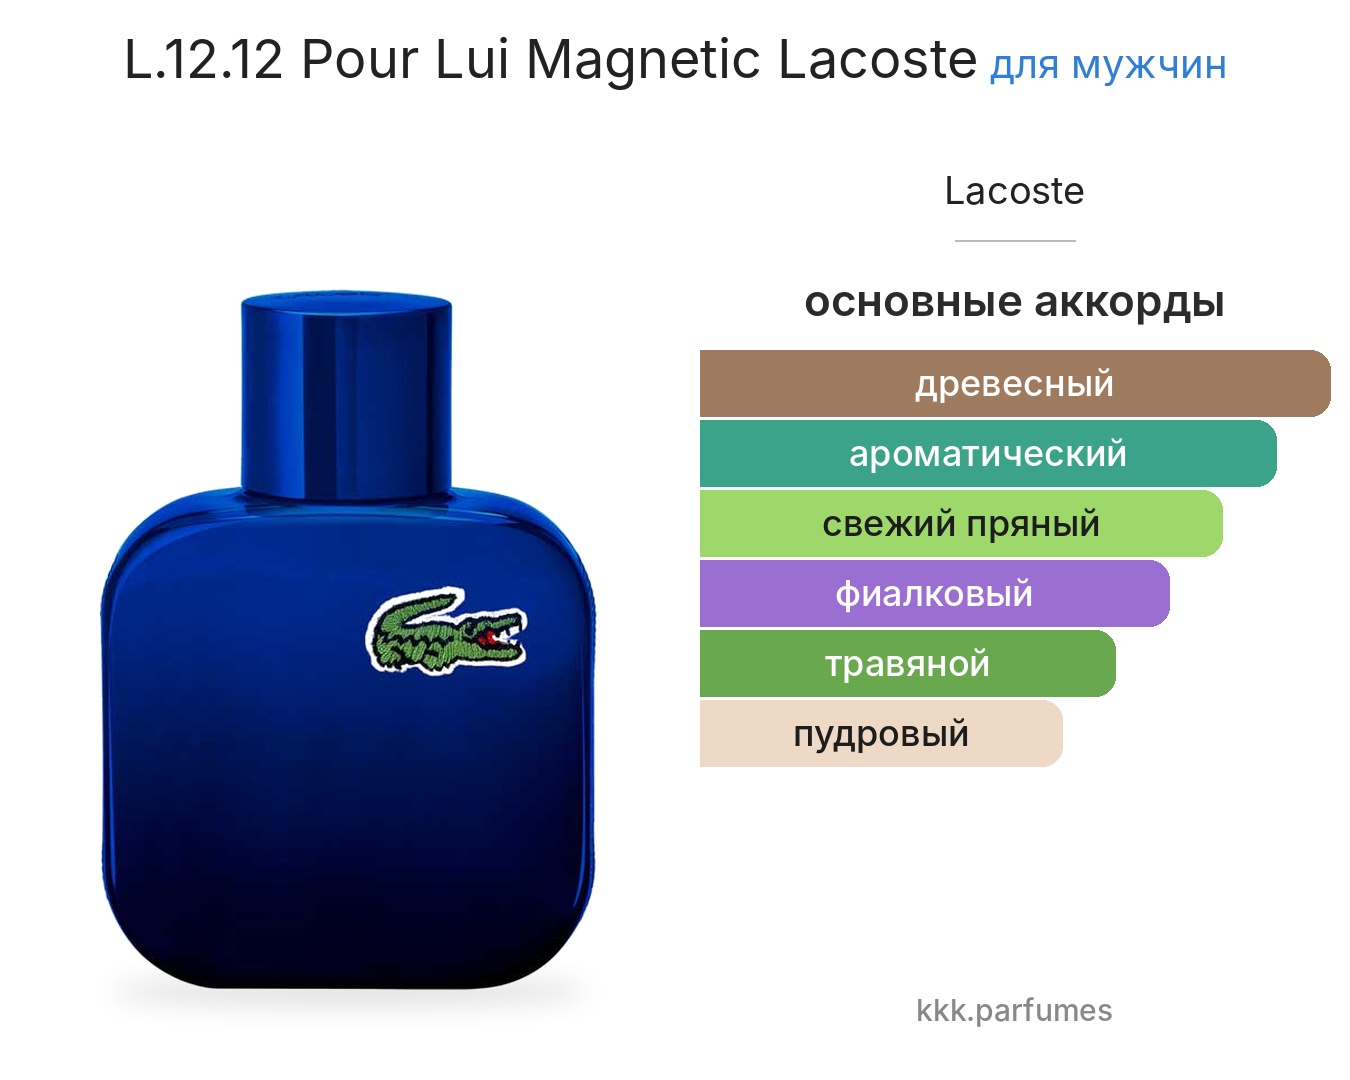 L.12.12 Pour Lui Magnetic Lacoste для мужчин
Lacoste
основные аккорды
древесный
ароматический
свежий пряный
фиалковый
травяной
пудровый
kkk.parfumes